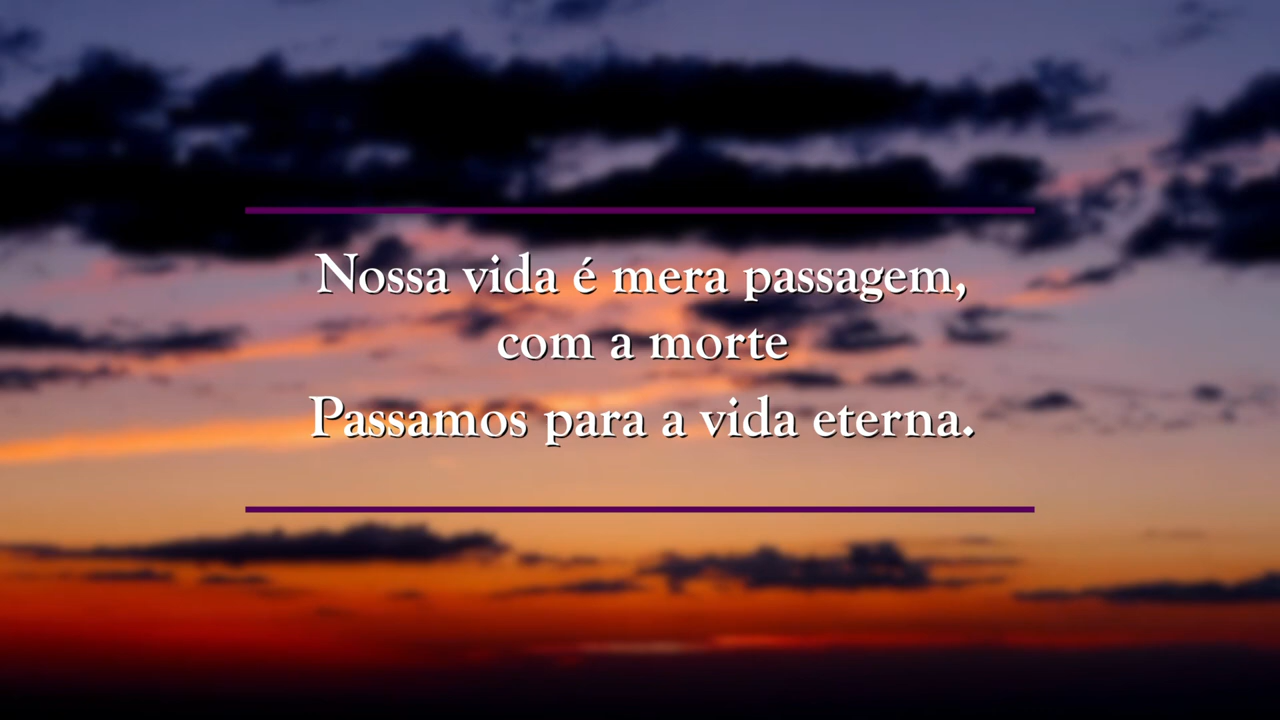 Nossa vida é mera passagem,
com a morte
Passamos para a vida eterna.